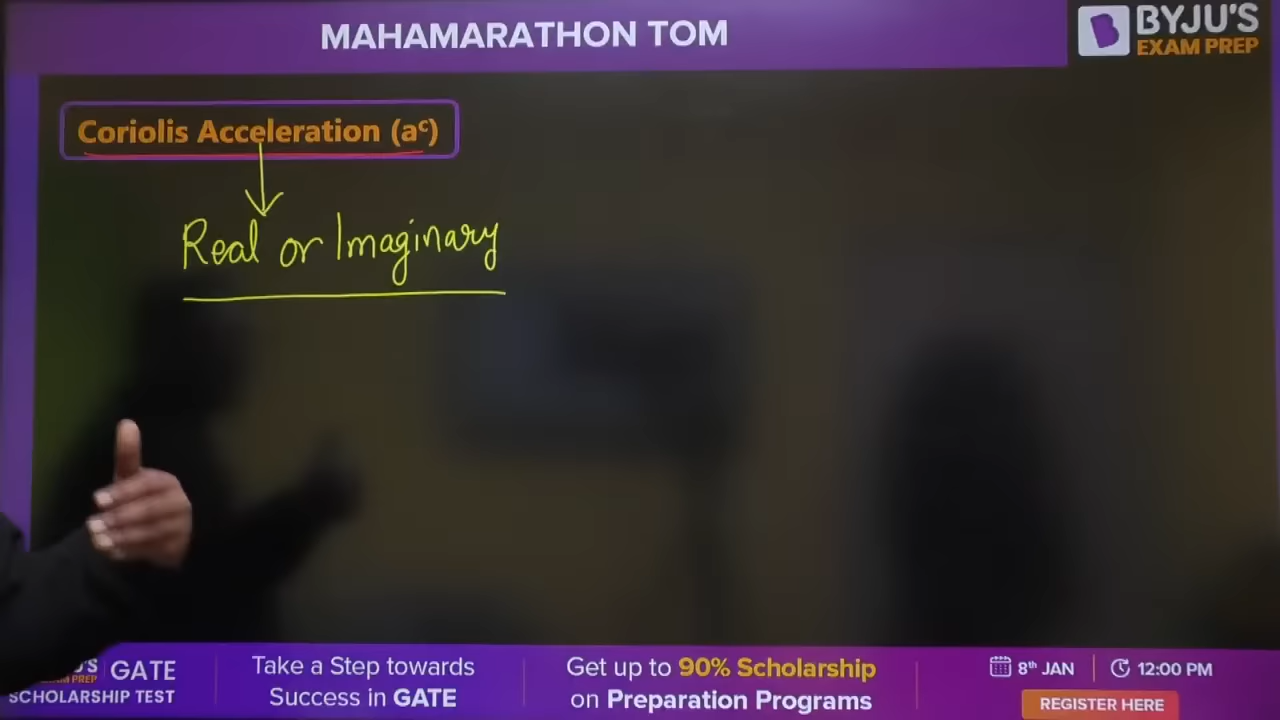 MAHAMARATHON TOM
BYJU'S
EXAM PREP
Coriolis Acceleration (aᶜ)
Real or Imaginary
GATE
SCHOLARSHIP TEST
Take a Step towards
Success in GATE
Get up to 90% Scholarship
on Preparation Programs
8th JAN
12:00 PM
REGISTER HERE